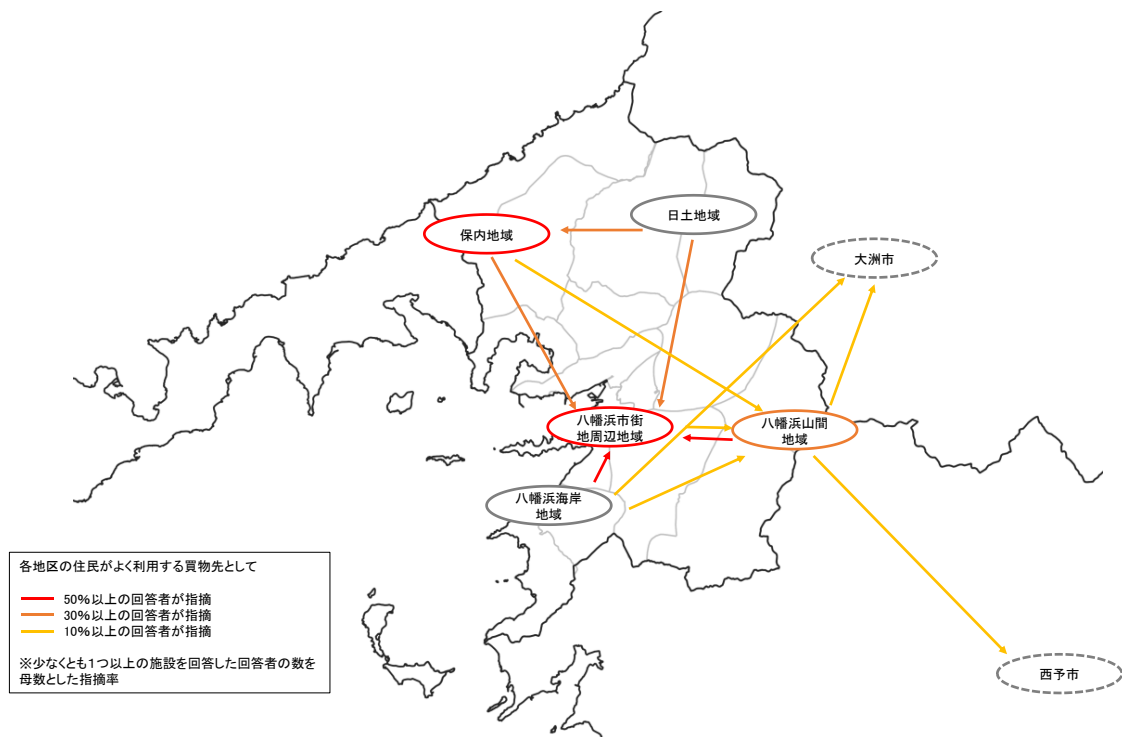 日土地域
保内地域
大洲市
八幡浜市街
地周辺地域
八幡浜山間
地域
八幡浜海岸
地域
西予市
各地区の住民がよく利用する買物先として
50%以上の回答者が指摘
30%以上の回答者が指摘
10%以上の回答者が指摘
※少なくとも1つ以上の施設を回答した回答者の数を
母数とした指摘率